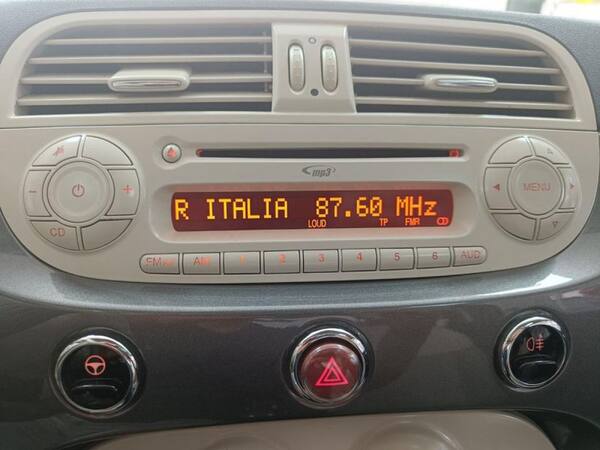 mp3
R ITALIA 87.60 MHz
LOUD TP FMR
MENU
CD
FM AM 1 2 3 4 5 6 AUD